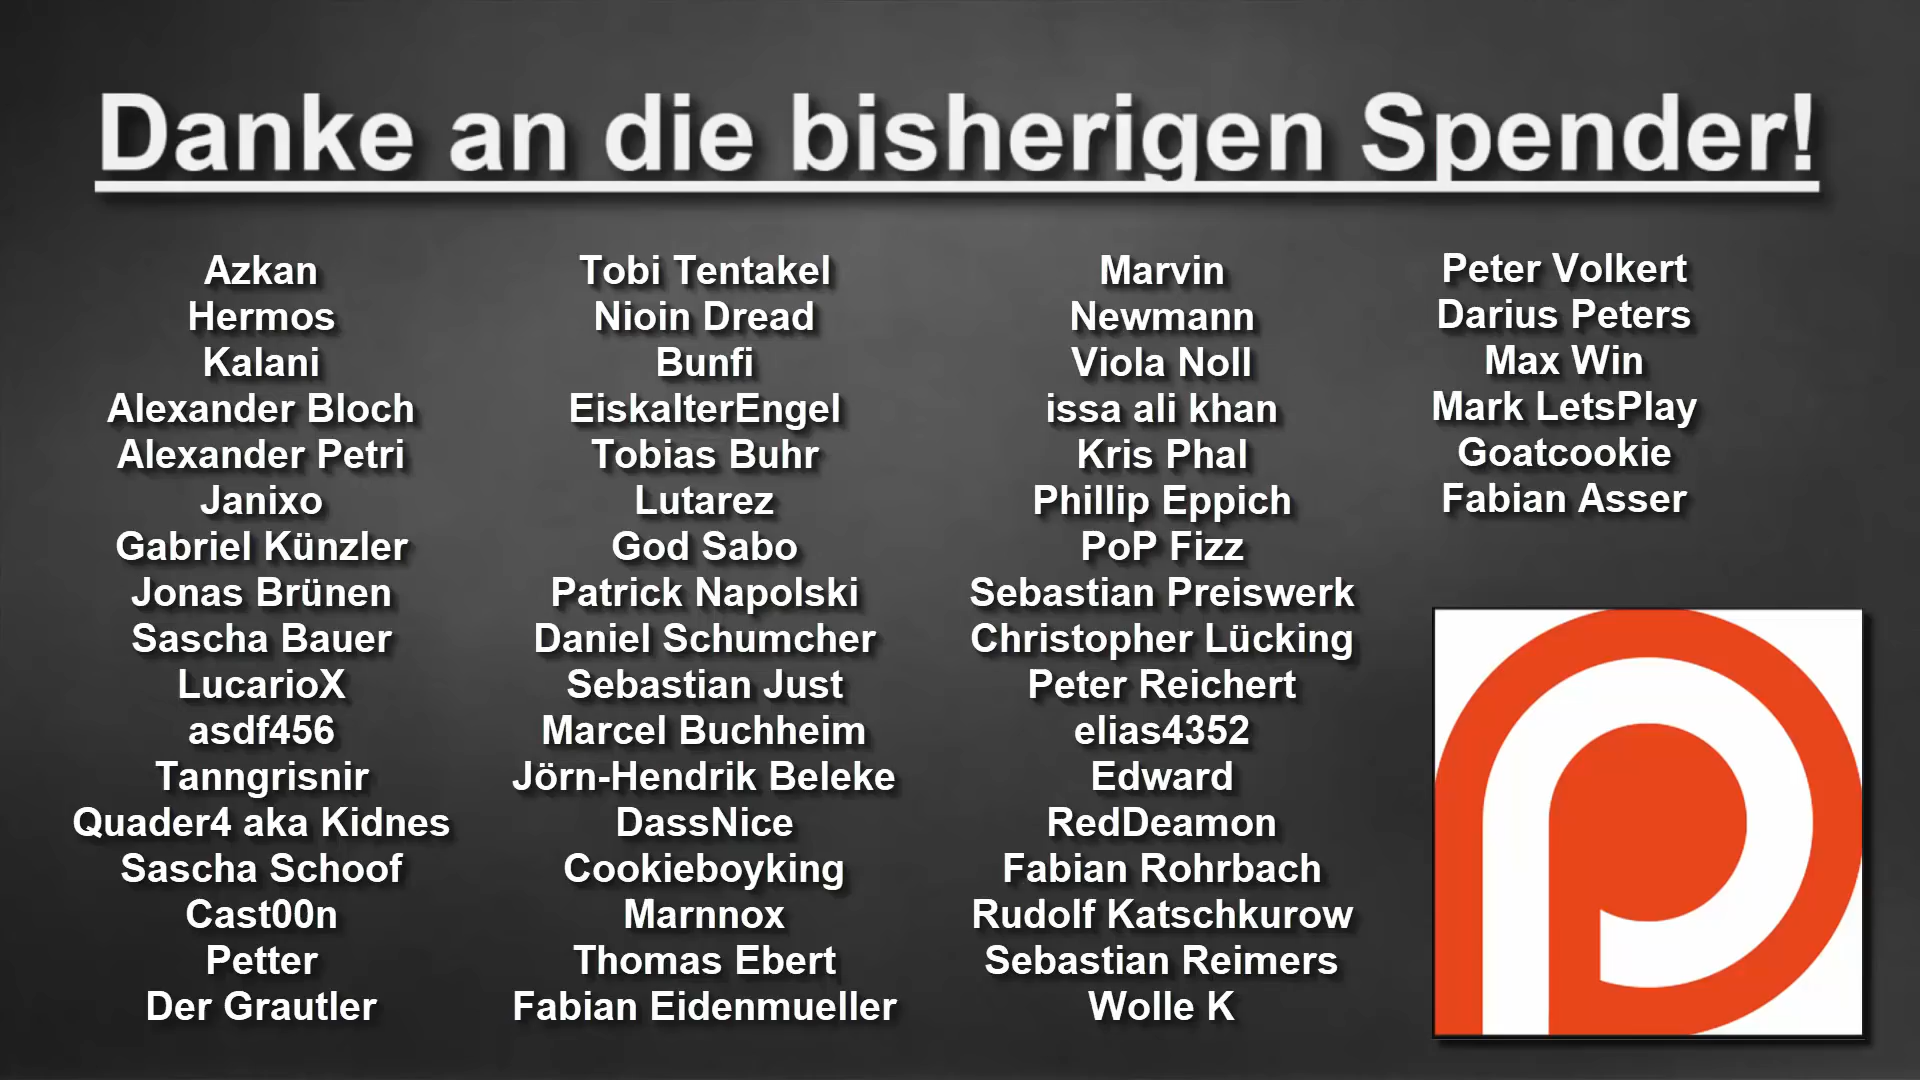 Danke an die bisherigen Spender!
Azkan
Hermos
Kalani
Alexander Bloch
Alexander Petri
Janixo
Gabriel Künzler
Jonas Brünen
Sascha Bauer
LucarioX
asdf456
Tanngrisnir
Quader4 aka Kidnes
Sascha Schoof
Cast00n
Petter
Der Grautler
Tobi Tentakel
Nioin Dread
Bunfi
EiskalterEngel
Tobias Buhr
Lutarez
God Sabo
Patrick Napolski
Daniel Schumcher
Sebastian Just
Marcel Buchheim
Jörn-Hendrik Beleke
DassNice
Cookieboyking
Marnnox
Thomas Ebert
Fabian Eidenmueller
Marvin
Newmann
Viola Noll
issa ali khan
Kris Phal
Phillip Eppich
PoP Fizz
Sebastian Preiswerk
Christopher Lücking
Peter Reichert
elias4352
Edward
RedDeamon
Fabian Rohrbach
Rudolf Katschkurow
Sebastian Reimers
Wolle K
Peter Volkert
Darius Peters
Max Win
Mark LetsPlay
Goatcookie
Fabian Asser